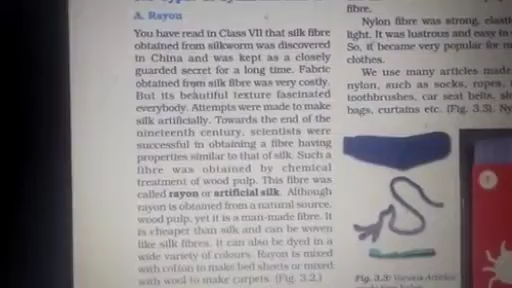 A. Rayon
You have read in Class VII that silk fibre
obtained from silkworm was discovered
in China and was kept as a closely
guarded secret for a long time. Fabric
obtained from silk fibre was very costly.
But its beautiful texture fascinated
everybody. Attempts were made to make
silk artificially. Towards the end of the
nineteenth century, scientists were
successful in obtaining a fibre having
properties similar to that of silk. Such a
fibre was obtained by chemical
treatment of wood pulp. This fibre was
called rayon or artificial silk. Although
rayon is obtained from a natural source,
wood pulp, yet it is a man-made fibre. It
is cheaper than silk and can be woven
like silk fibres. It can also be dyed in a
wide variety of colours. Rayon is mixed
with cotton to make bed sheets or mixed
with wool to make carpets. (Fig. 3.2.)
fibre.
Nylon fibre was strong, elasti
light. It was lustrous and easy to
So, it became very popular for m
clothes.
We use many articles made
nylon, such as socks, ropes,
toothbrushes, car seat belts, sl
bags, curtains etc. (Fig. 3.3). Ny
Fig. 3.3: Various Articles